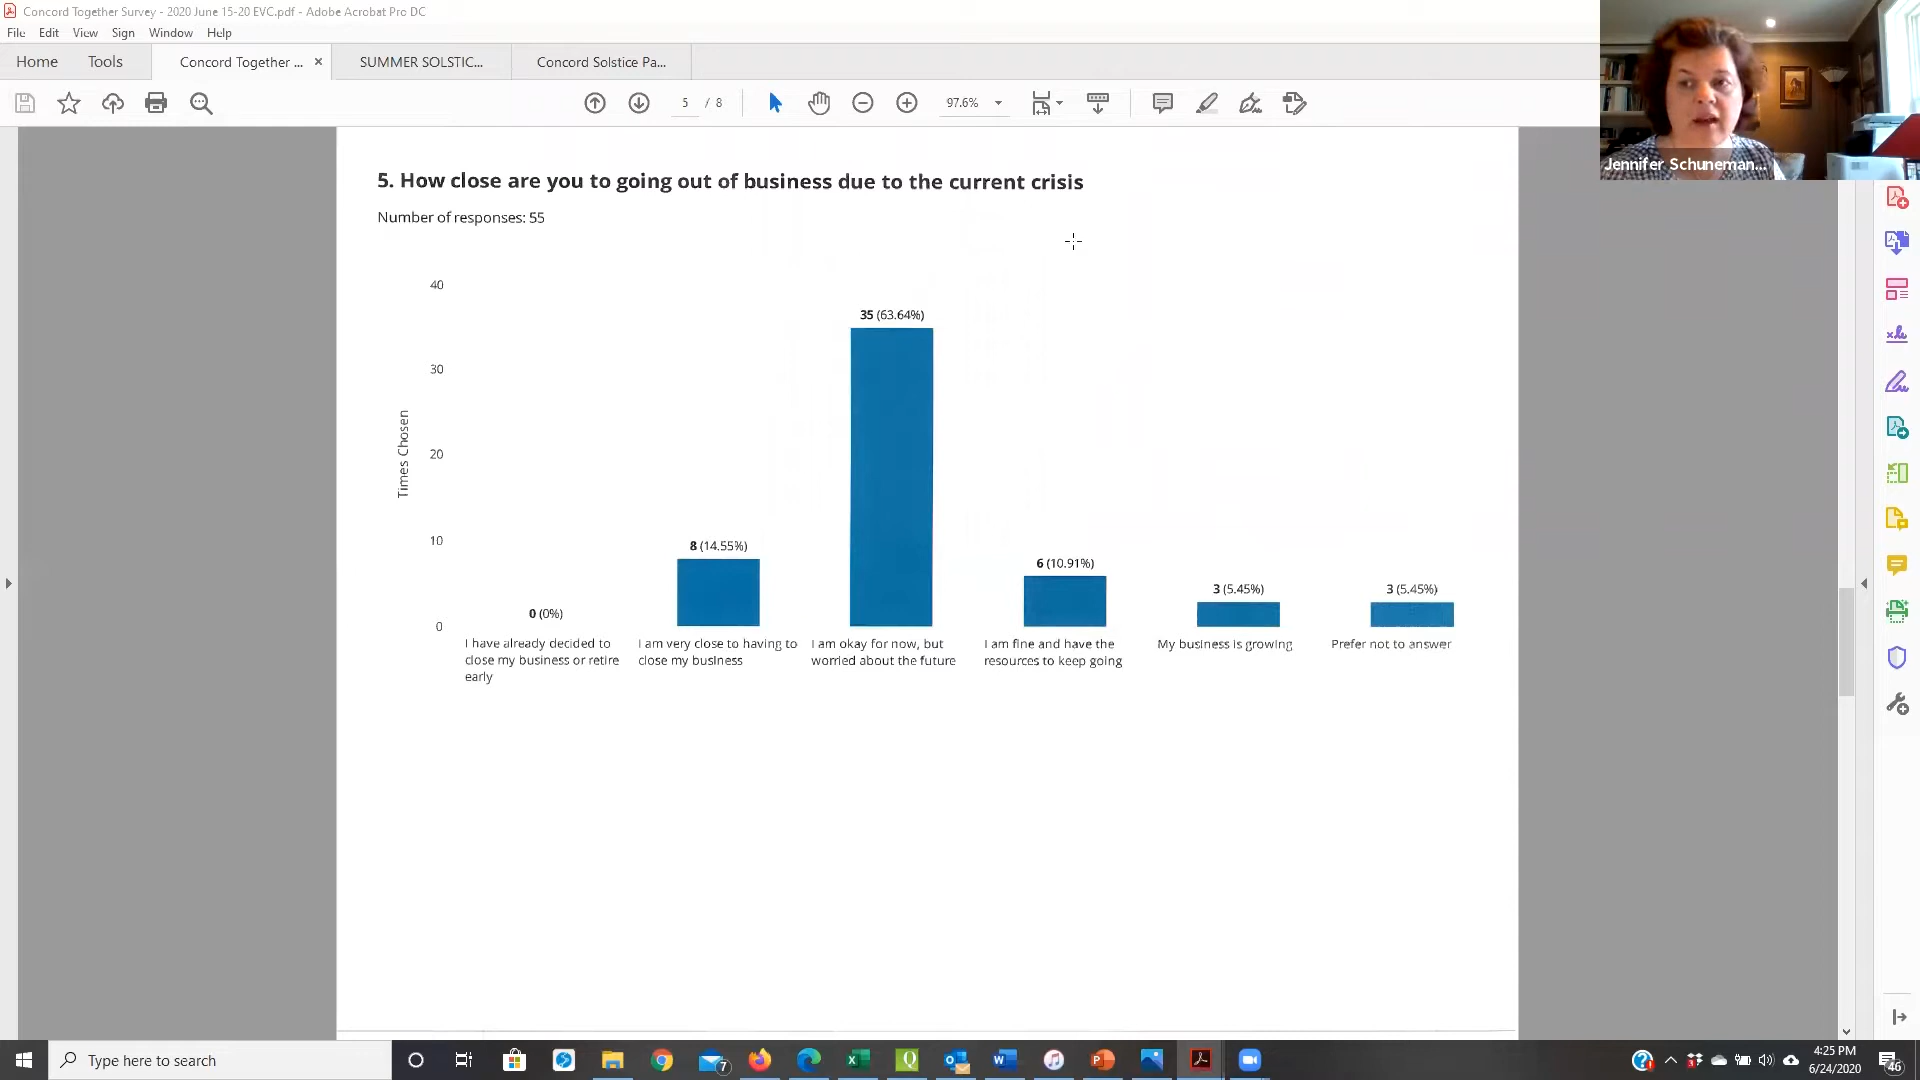 Concord Together Survey - 2020 June 15-20 EVC.pdf - Adobe Acrobat Pro DC
File Edit View Sign Window Help
Home Tools Concord Together ... × SUMMER SOLSTIC... Concord Solstice Pa...
5 / 8 97.6%
Jennifer Schuneman...
5. How close are you to going out of business due to the current crisis
Number of responses: 55
Times Chosen
40
30
20
10
0
0 (0%)
8 (14.55%)
35 (63.64%)
6 (10.91%)
3 (5.45%)
3 (5.45%)
I have already decided to
close my business or retire
early
I am very close to having to
close my business
I am okay for now, but
worried about the future
I am fine and have the
resources to keep going
My business is growing
Prefer not to answer
Type here to search
7
4:25 PM
6/24/2020
46